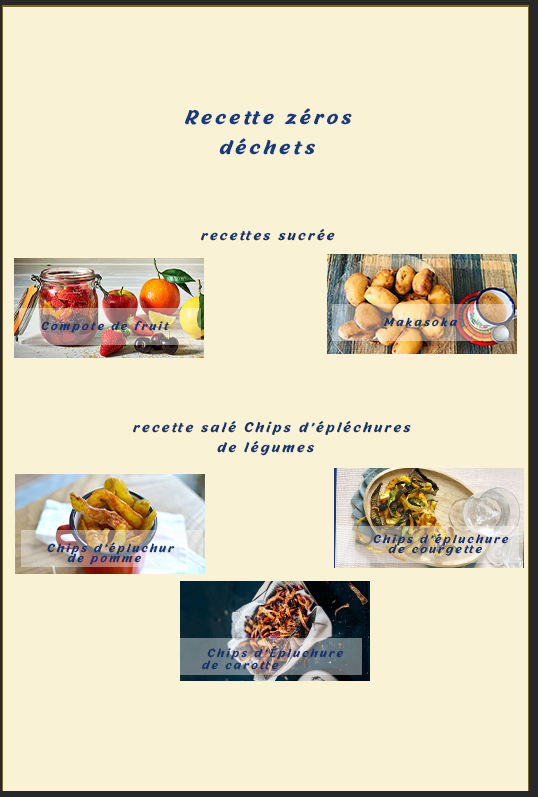 Recette zéros
déchets
recettes sucrée
Compote de fruit
Makasoka
recette salé Chips d'épléchures
de légumes
Chips d'épluchur
de pomme
Chips d'épluchure
de courgette
Chips d'Épluchure
de carotte